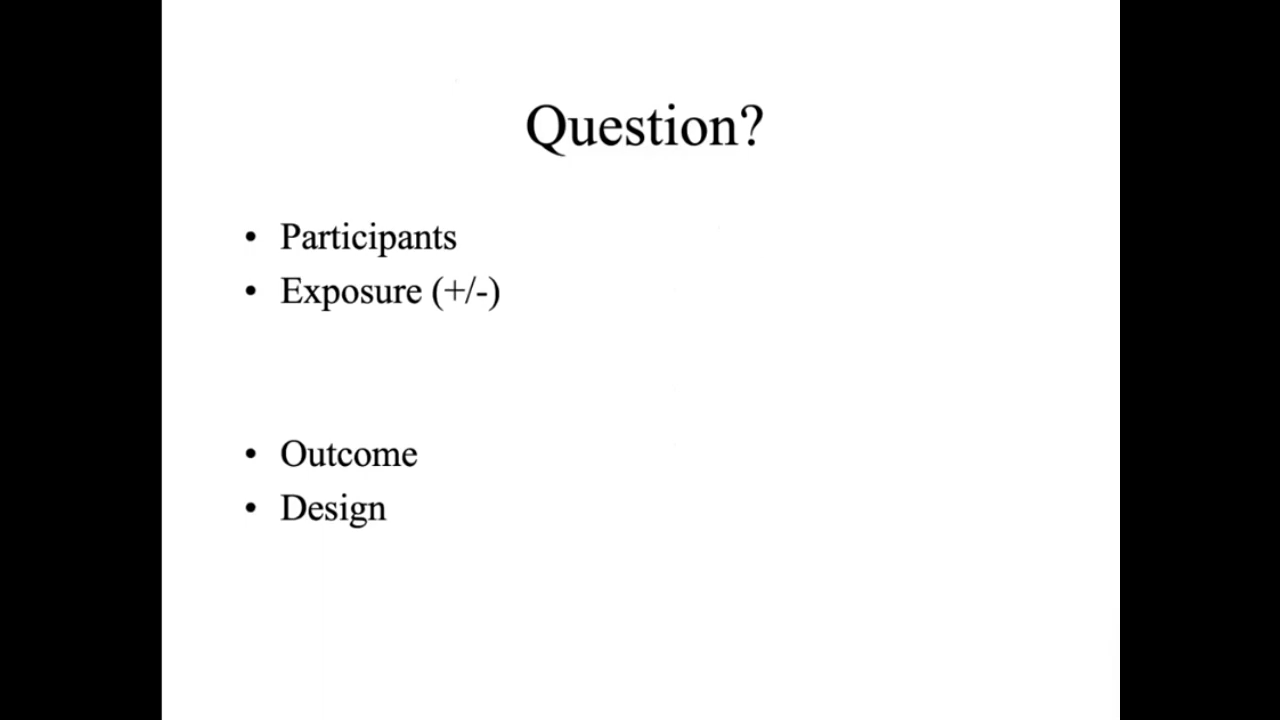 Question?
• Participants
• Exposure (+/-)
• Outcome
• Design